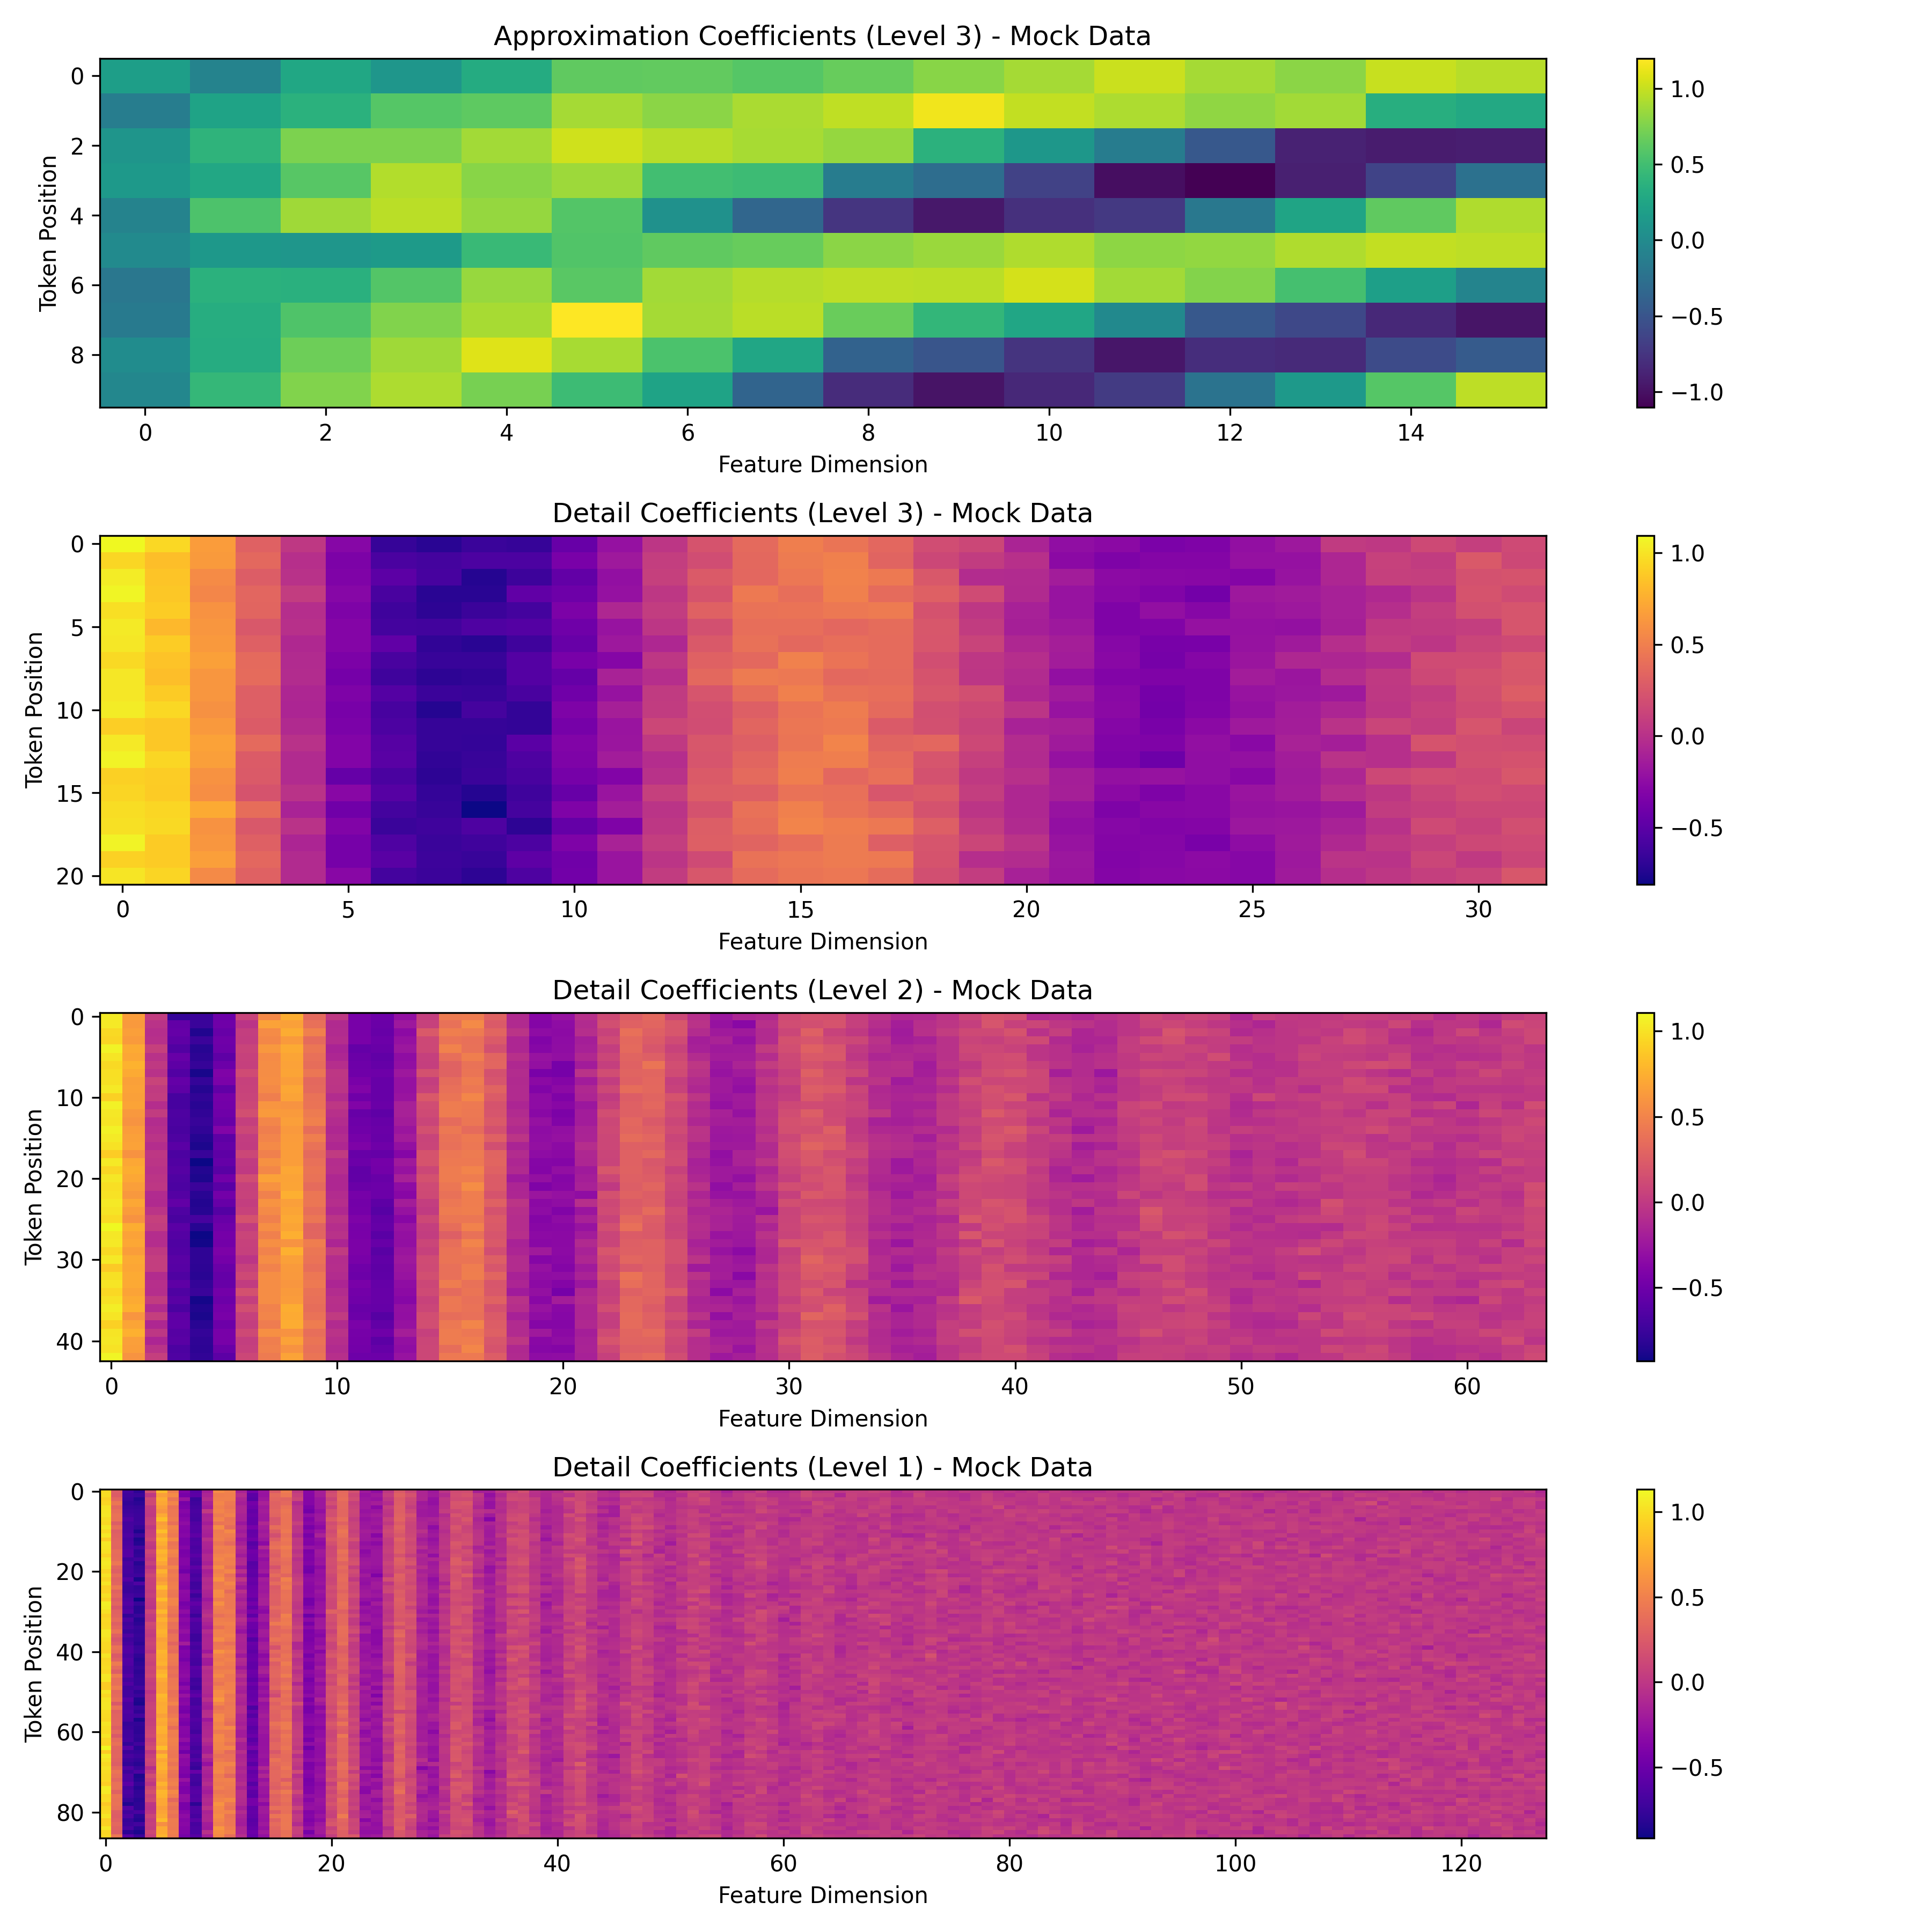 Approximation Coefficients (Level 3) - Mock Data
Token Position
0
2
4
6
8
0 2 4 6 8 10 12 14
Feature Dimension
1.0
0.5
0.0
−0.5
−1.0
Detail Coefficients (Level 3) - Mock Data
Token Position
0
5
10
15
20
0 5 10 15 20 25 30
Feature Dimension
1.0
0.5
0.0
−0.5
Detail Coefficients (Level 2) - Mock Data
Token Position
0
10
20
30
40
0 10 20 30 40 50 60
Feature Dimension
1.0
0.5
0.0
−0.5
Detail Coefficients (Level 1) - Mock Data
Token Position
0
20
40
60
80
0 20 40 60 80 100 120
Feature Dimension
1.0
0.5
0.0
−0.5